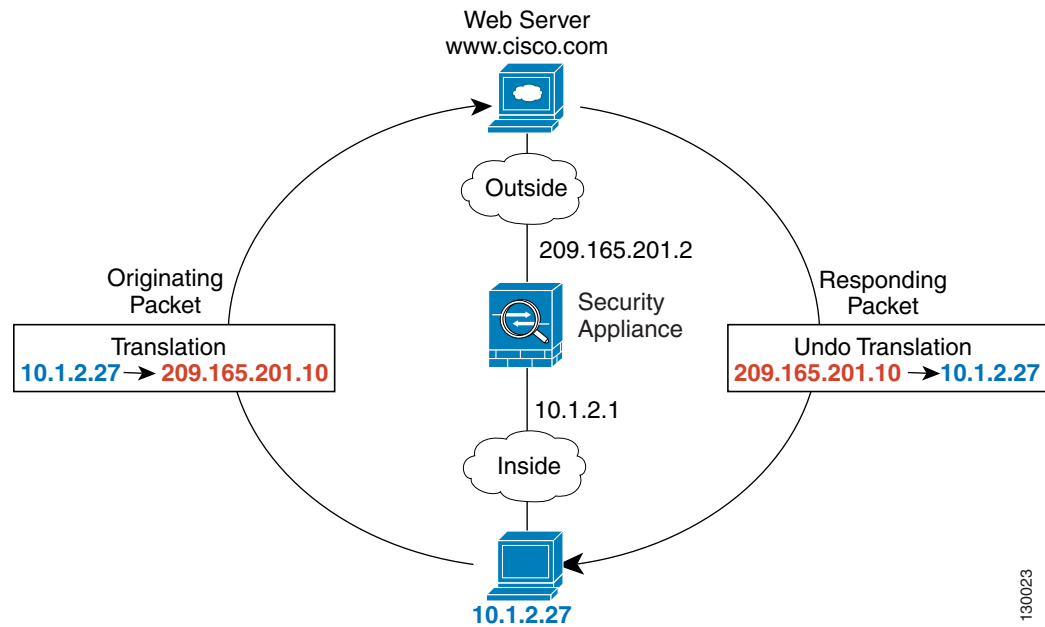 Web Server
www.cisco.com
Outside
209.165.201.2
Originating
Packet
Translation
10.1.2.27 → 209.165.201.10
Security
Appliance
Responding
Packet
Undo Translation
209.165.201.10 → 10.1.2.27
10.1.2.1
Inside
10.1.2.27
130023